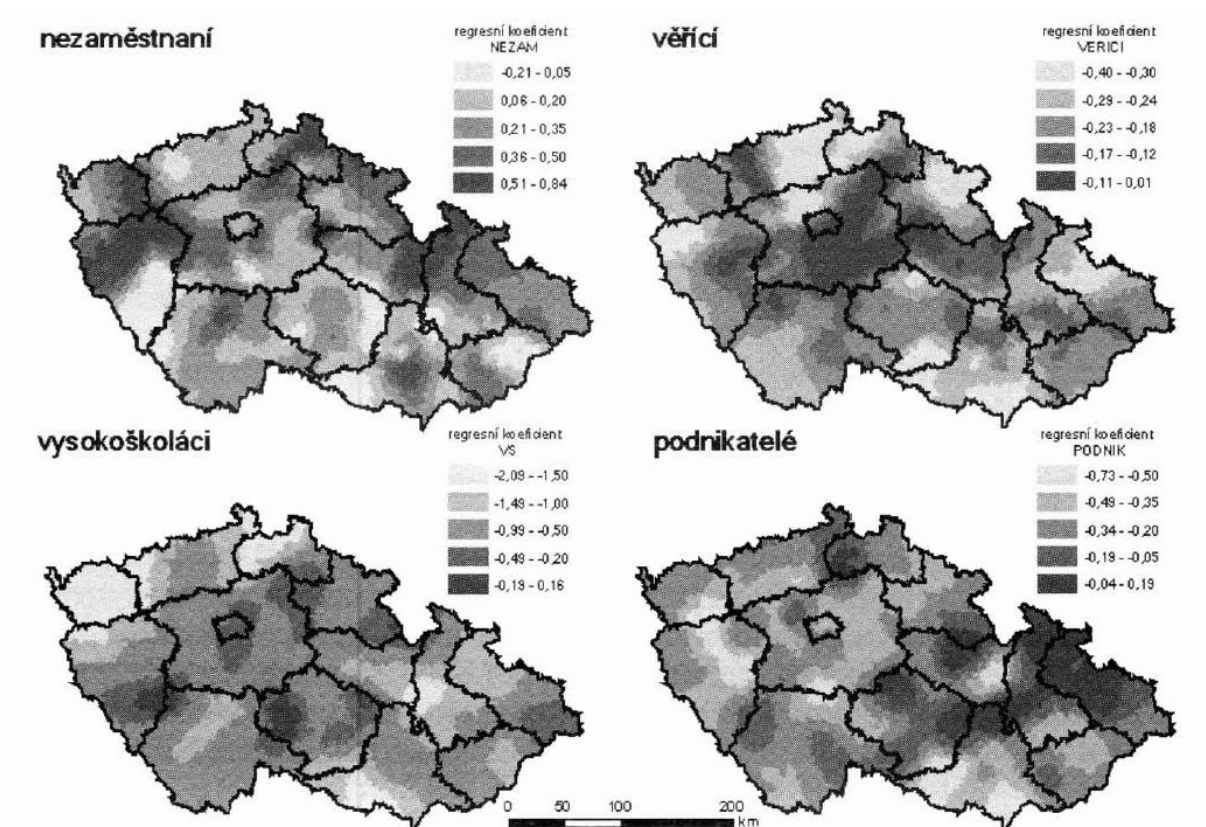 nezaměstnaní
regresní koeficient
NEZAM
-0,21 - 0,05
0,06 - 0,20
0,21 - 0,35
0,36 - 0,50
0,51 - 0,84
věřící
regresní koeficient
VERICI
-0,40 - -0,30
-0,29 - -0,24
-0,23 - -0,18
-0,17 - -0,12
-0,11 - 0,01
vysokoškoláci
regresní koeficient
VS
-2,09 - -1,50
-1,49 - -1,00
-0,99 - -0,50
-0,49 - -0,20
-0,19 - 0,16
podnikatelé
regresní koeficient
PODNIK
-0,73 - -0,50
-0,49 - -0,35
-0,34 - -0,20
-0,19 - -0,05
-0,04 - 0,19
0 50 100 200
km